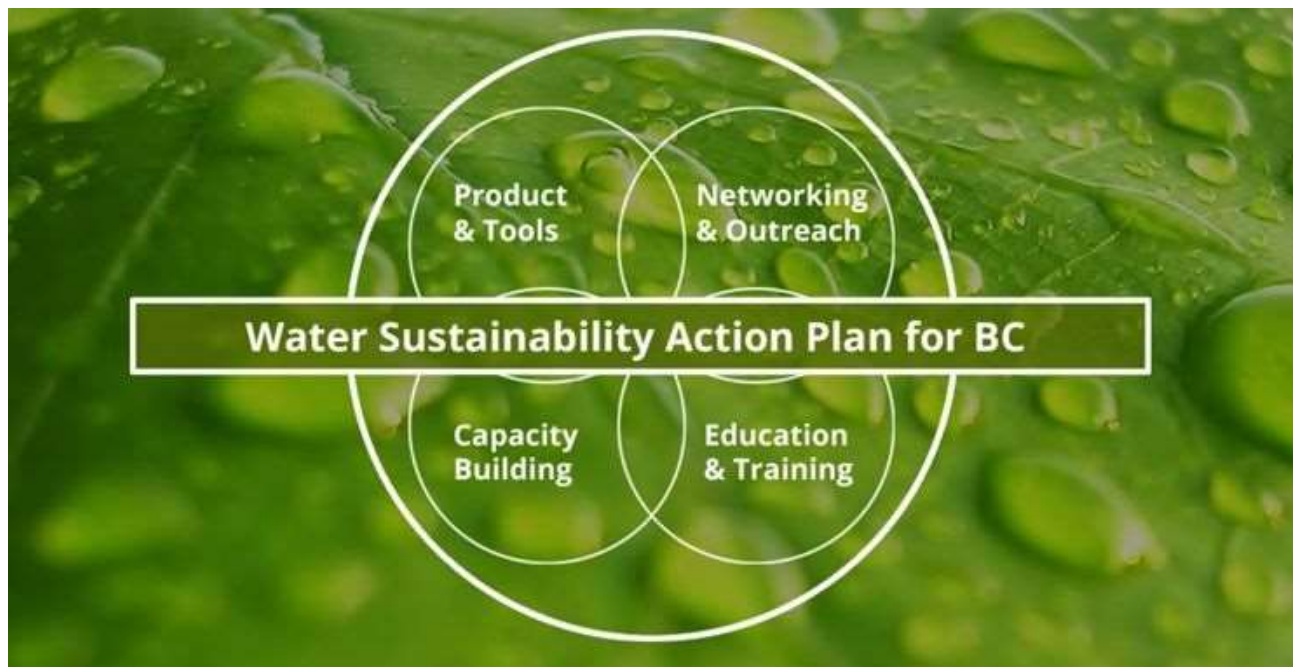 Product
& Tools
Networking
& Outreach
Water Sustainability Action Plan for BC
Capacity
Building
Education
& Training